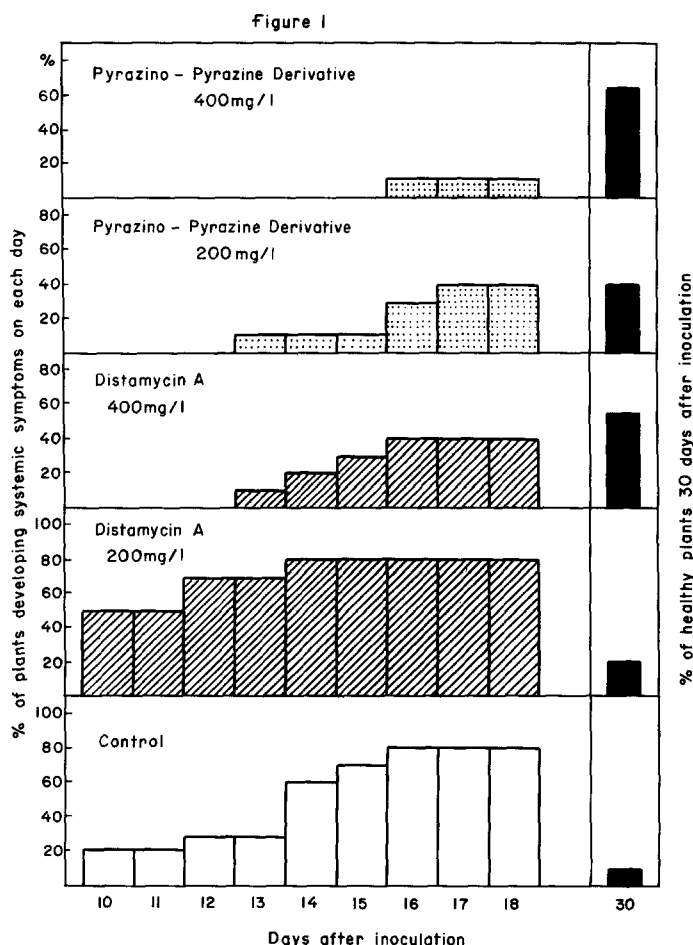 Figure 1
%
60
40
20
Pyrazino - Pyrazine Derivative
400mg/l
80
60
40
20
Pyrazino - Pyrazine Derivative
200mg/l
80
60
40
20
Distamycin A
400mg/l
100
80
60
40
20
Distamycin A
200mg/l
100
80
60
40
20
Control
10 11 12 13 14 15 16 17 18 30
Days after inoculation
% of plants developing systemic symptoms on each day
% of healthy plants 30 days after inoculation